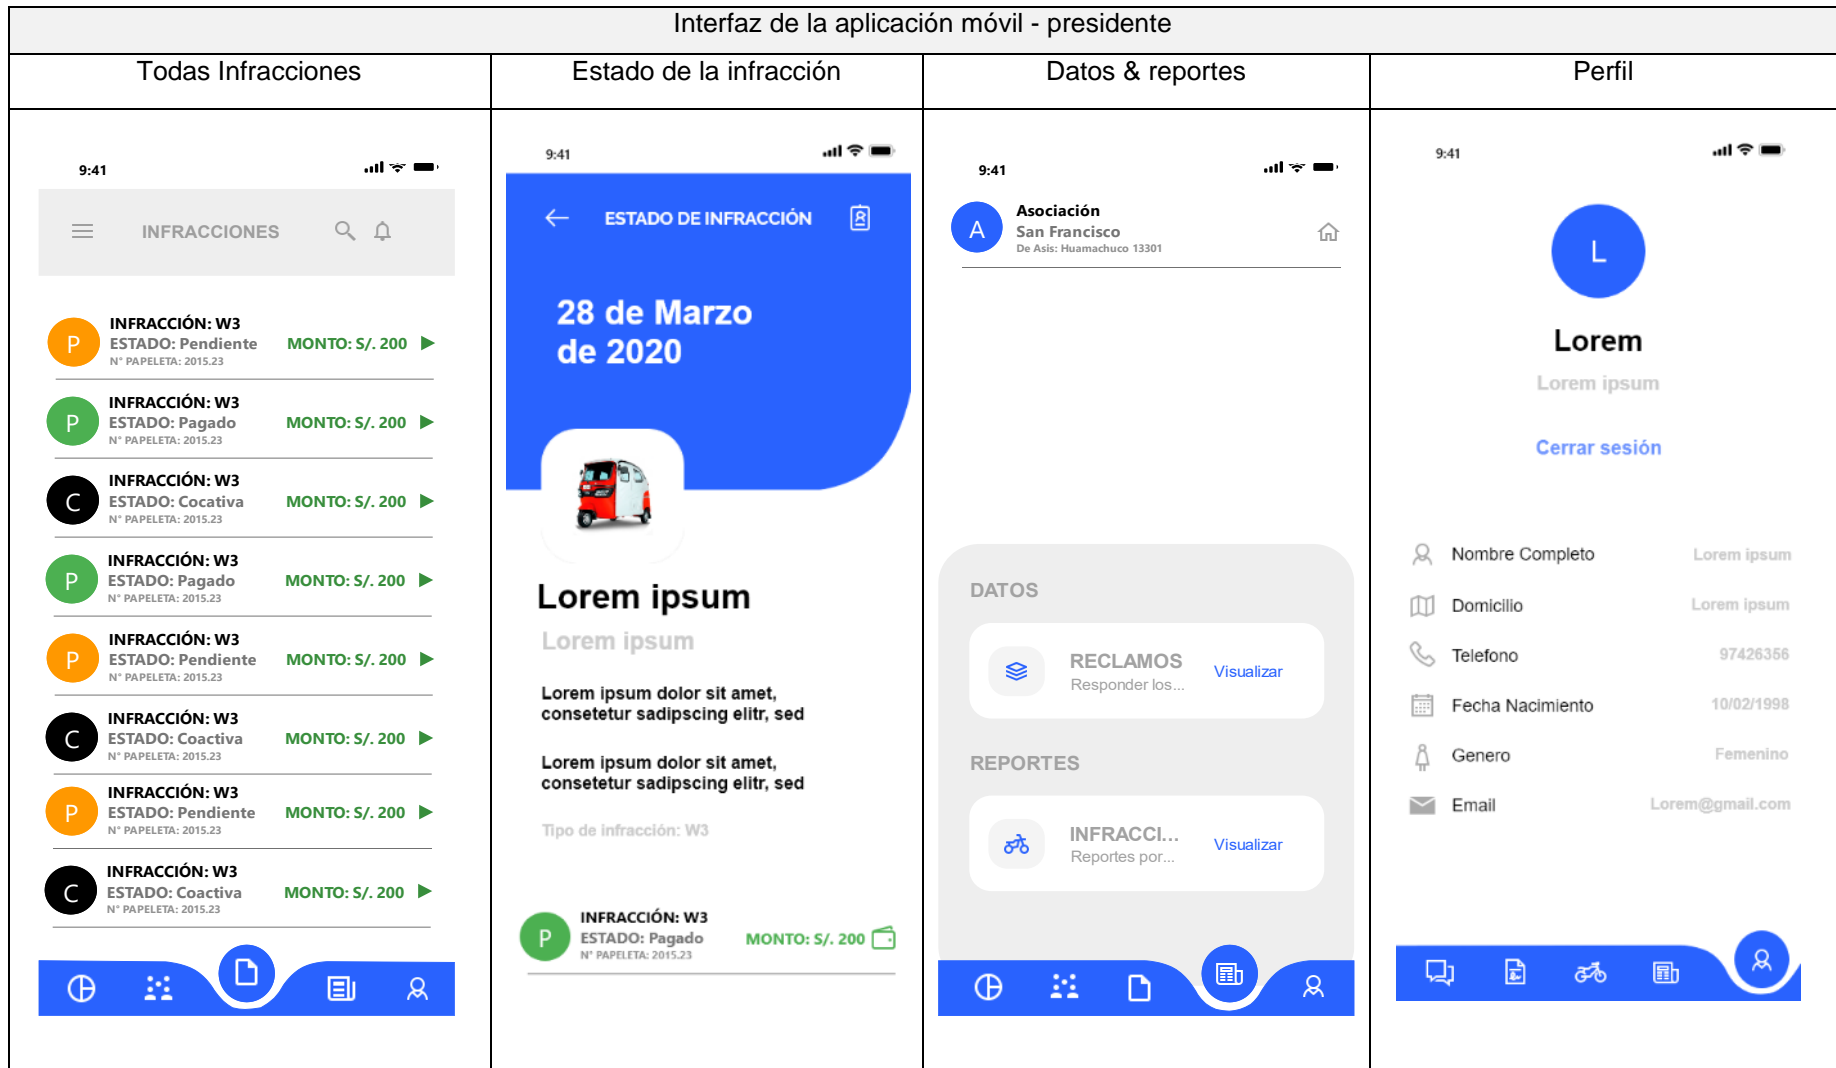 Interfaz de la aplicación móvil - presidente
Todas Infracciones
Estado de la infracción
Datos & reportes
Perfil
9:41
INFRACCIONES
P
INFRACCIÓN: W3
ESTADO: Pendiente
MONTO: S/. 200
N° PAPELETA: 2015.23
P
INFRACCIÓN: W3
ESTADO: Pagado
MONTO: S/. 200
N° PAPELETA: 2015.23
C
INFRACCIÓN: W3
ESTADO: Cocativa
MONTO: S/. 200
N° PAPELETA: 2015.23
P
INFRACCIÓN: W3
ESTADO: Pagado
MONTO: S/. 200
N° PAPELETA: 2015.23
P
INFRACCIÓN: W3
ESTADO: Pendiente
MONTO: S/. 200
N° PAPELETA: 2015.23
C
INFRACCIÓN: W3
ESTADO: Coactiva
MONTO: S/. 200
N° PAPELETA: 2015.23
P
INFRACCIÓN: W3
ESTADO: Pendiente
MONTO: S/. 200
N° PAPELETA: 2015.23
C
INFRACCIÓN: W3
ESTADO: Coactiva
MONTO: S/. 200
N° PAPELETA: 2015.23
9:41
ESTADO DE INFRACCIÓN
28 de Marzo
de 2020
Lorem ipsum
Lorem ipsum
Lorem ipsum dolor sit amet,
consetetur sadipscing elitr, sed
Lorem ipsum dolor sit amet,
consetetur sadipscing elitr, sed
Tipo de infracción: W3
P
INFRACCIÓN: W3
ESTADO: Pagado
MONTO: S/. 200
N° PAPELETA: 2015.23
9:41
A
Asociación
San Francisco
De Asis: Huamachuco 13301
DATOS
RECLAMOS
Responder los...
Visualizar
REPORTES
INFRACCI...
Reportes por...
Visualizar
9:41
L
Lorem
Lorem ipsum
Cerrar sesión
Nombre Completo Lorem ipsum
Domicilio Lorem ipsum
Telefono 97426356
Fecha Nacimiento 10/02/1998
Genero Femenino
Email Lorem@gmail.com